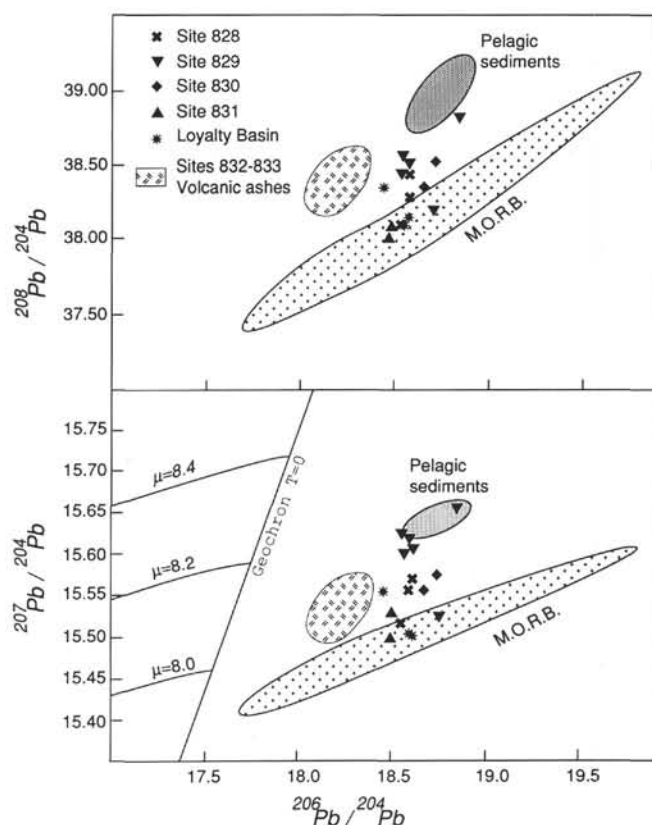 Site 828
Site 829
Site 830
Site 831
Loyalty Basin
Sites 832-833
Volcanic ashes
Pelagic
sediments
M.O.R.B.
39.00
38.50
38.00
37.50
208Pb / 204Pb
15.75
15.70
15.65
15.60
15.55
15.50
15.45
15.40
207Pb / 204Pb
μ=8.4
μ=8.2
μ=8.0
Geochron T=0
Pelagic
sediments
M.O.R.B.
17.5 18.0 18.5 19.0 19.5
206Pb / 204Pb